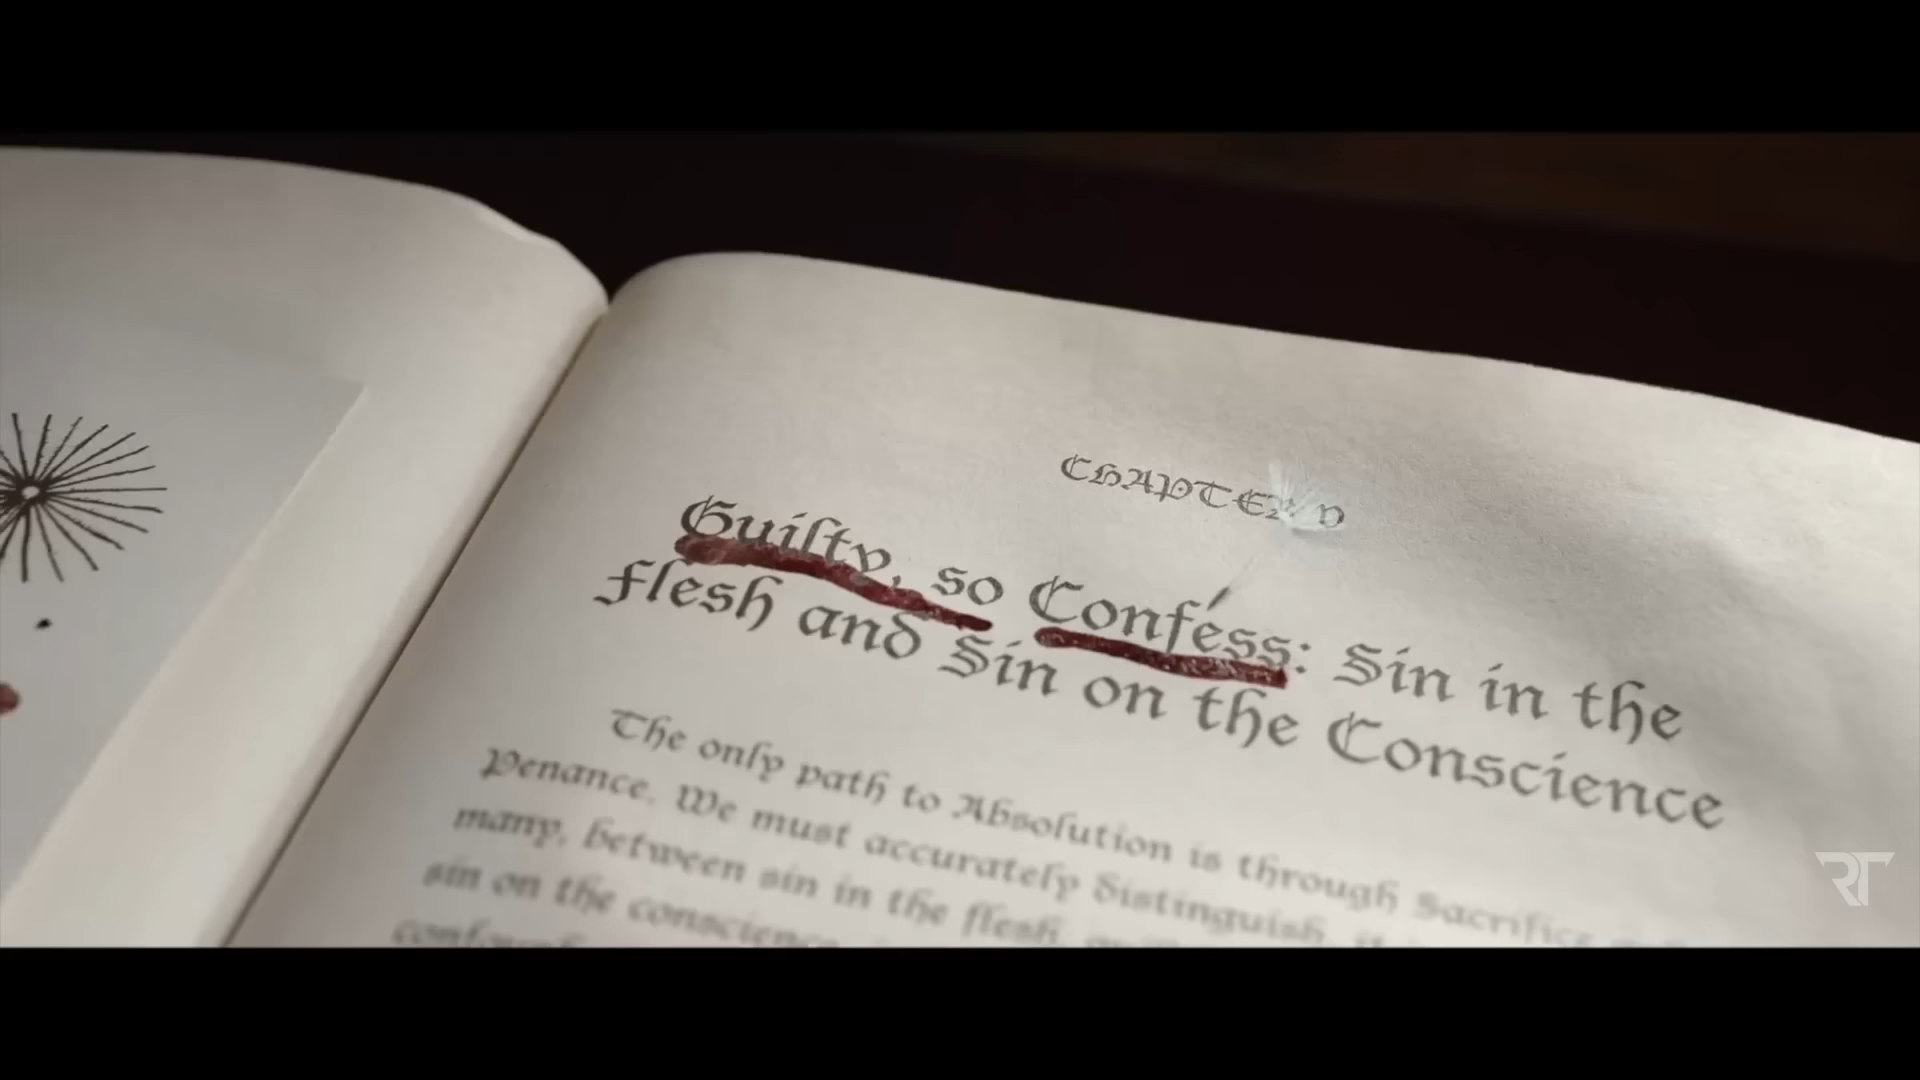 CHAPTER V
Guilty, so Confess: Sin in the
Flesh and Sin on the Conscience
The only path to Absolution is through Sacrifice
Penance. We must accurately distinguish,
many, between sin in the flesh,
sin on the conscience
RT